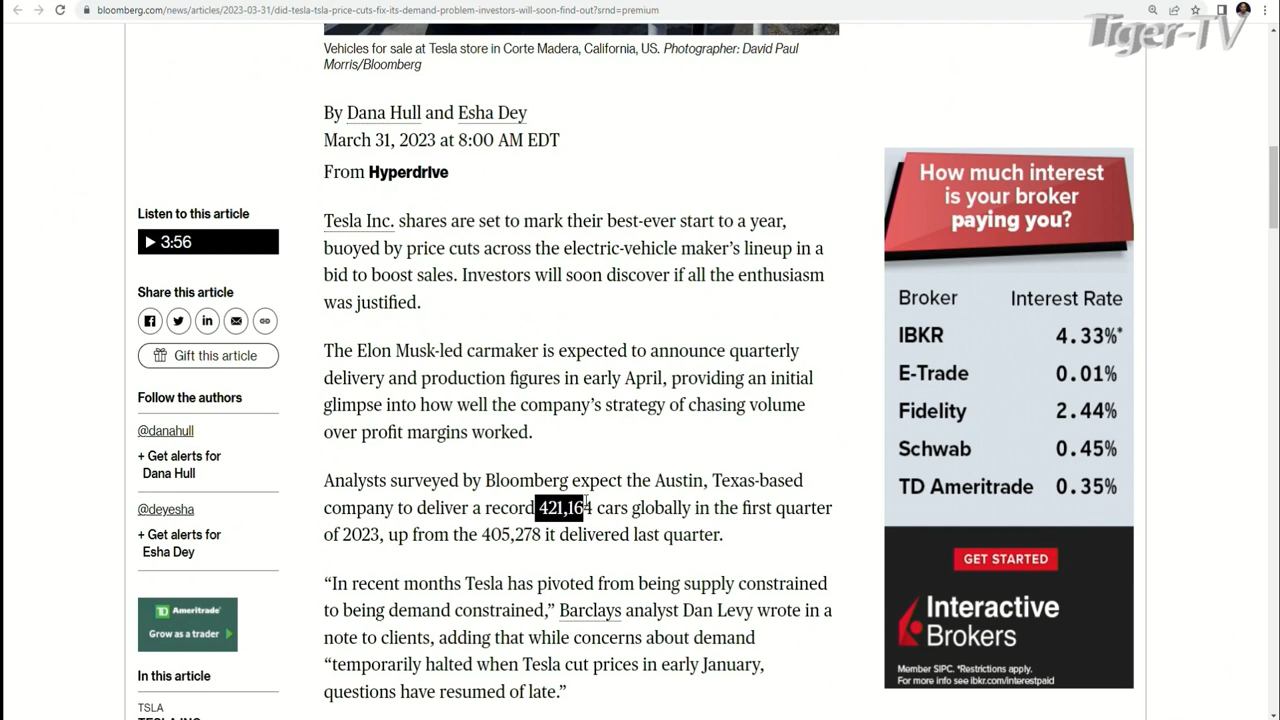 bloomberg.com/news/articles/2023-03-31/did-tesla-tsla-price-cuts-fix-its-demand-problem-investors-will-soon-find-out?srnd=premium
Tiger-TV
Vehicles for sale at Tesla store in Corte Madera, California, US. Photographer: David Paul
Morris/Bloomberg
By Dana Hull and Esha Dey
March 31, 2023 at 8:00 AM EDT
From Hyperdrive
Listen to this article
3:56
Share this article
in
Gift this article
Follow the authors
@danahull
+ Get alerts for
Dana Hull
@deyesha
+ Get alerts for
Esha Dey
TD Ameritrade
Grow as a trader
In this article
TSLA
Tesla Inc. shares are set to mark their best-ever start to a year,
buoyed by price cuts across the electric-vehicle maker's lineup in a
bid to boost sales. Investors will soon discover if all the enthusiasm
was justified.
The Elon Musk-led carmaker is expected to announce quarterly
delivery and production figures in early April, providing an initial
glimpse into how well the company's strategy of chasing volume
over profit margins worked.
Analysts surveyed by Bloomberg expect the Austin, Texas-based
company to deliver a record 421,164 cars globally in the first quarter
of 2023, up from the 405,278 it delivered last quarter.
“In recent months Tesla has pivoted from being supply constrained
to being demand constrained,” Barclays analyst Dan Levy wrote in a
note to clients, adding that while concerns about demand
“temporarily halted when Tesla cut prices in early January,
questions have resumed of late.”
How much interest
is your broker
paying you?
Broker Interest Rate
IBKR 4.33%*
E-Trade 0.01%
Fidelity 2.44%
Schwab 0.45%
TD Ameritrade 0.35%
GET STARTED
Interactive
Brokers
Member SIPC. *Restrictions apply.
For more info see ibkr.com/interestpaid